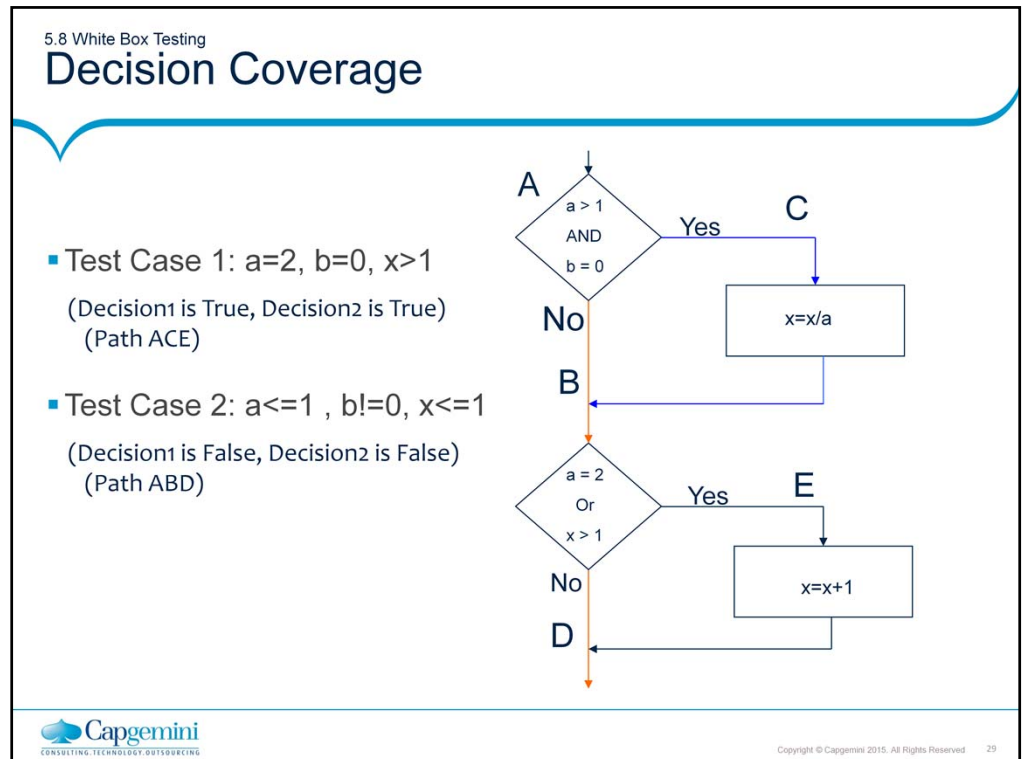 5.8 White Box Testing
Decision Coverage
Test Case 1: a=2, b=0, x>1
(Decision1 is True, Decision2 is True)
(Path ACE)
Test Case 2: a<=1 , b!=0, x<=1
(Decision1 is False, Decision2 is False)
(Path ABD)
A
a > 1
AND
b = 0
Yes
C
x=x/a
No
B
a = 2
Or
x > 1
Yes
E
x=x+1
No
D
Capgemini
CONSULTING.TECHNOLOGY.OUTSOURCING
Copyright © Capgemini 2015. All Rights Reserved 29